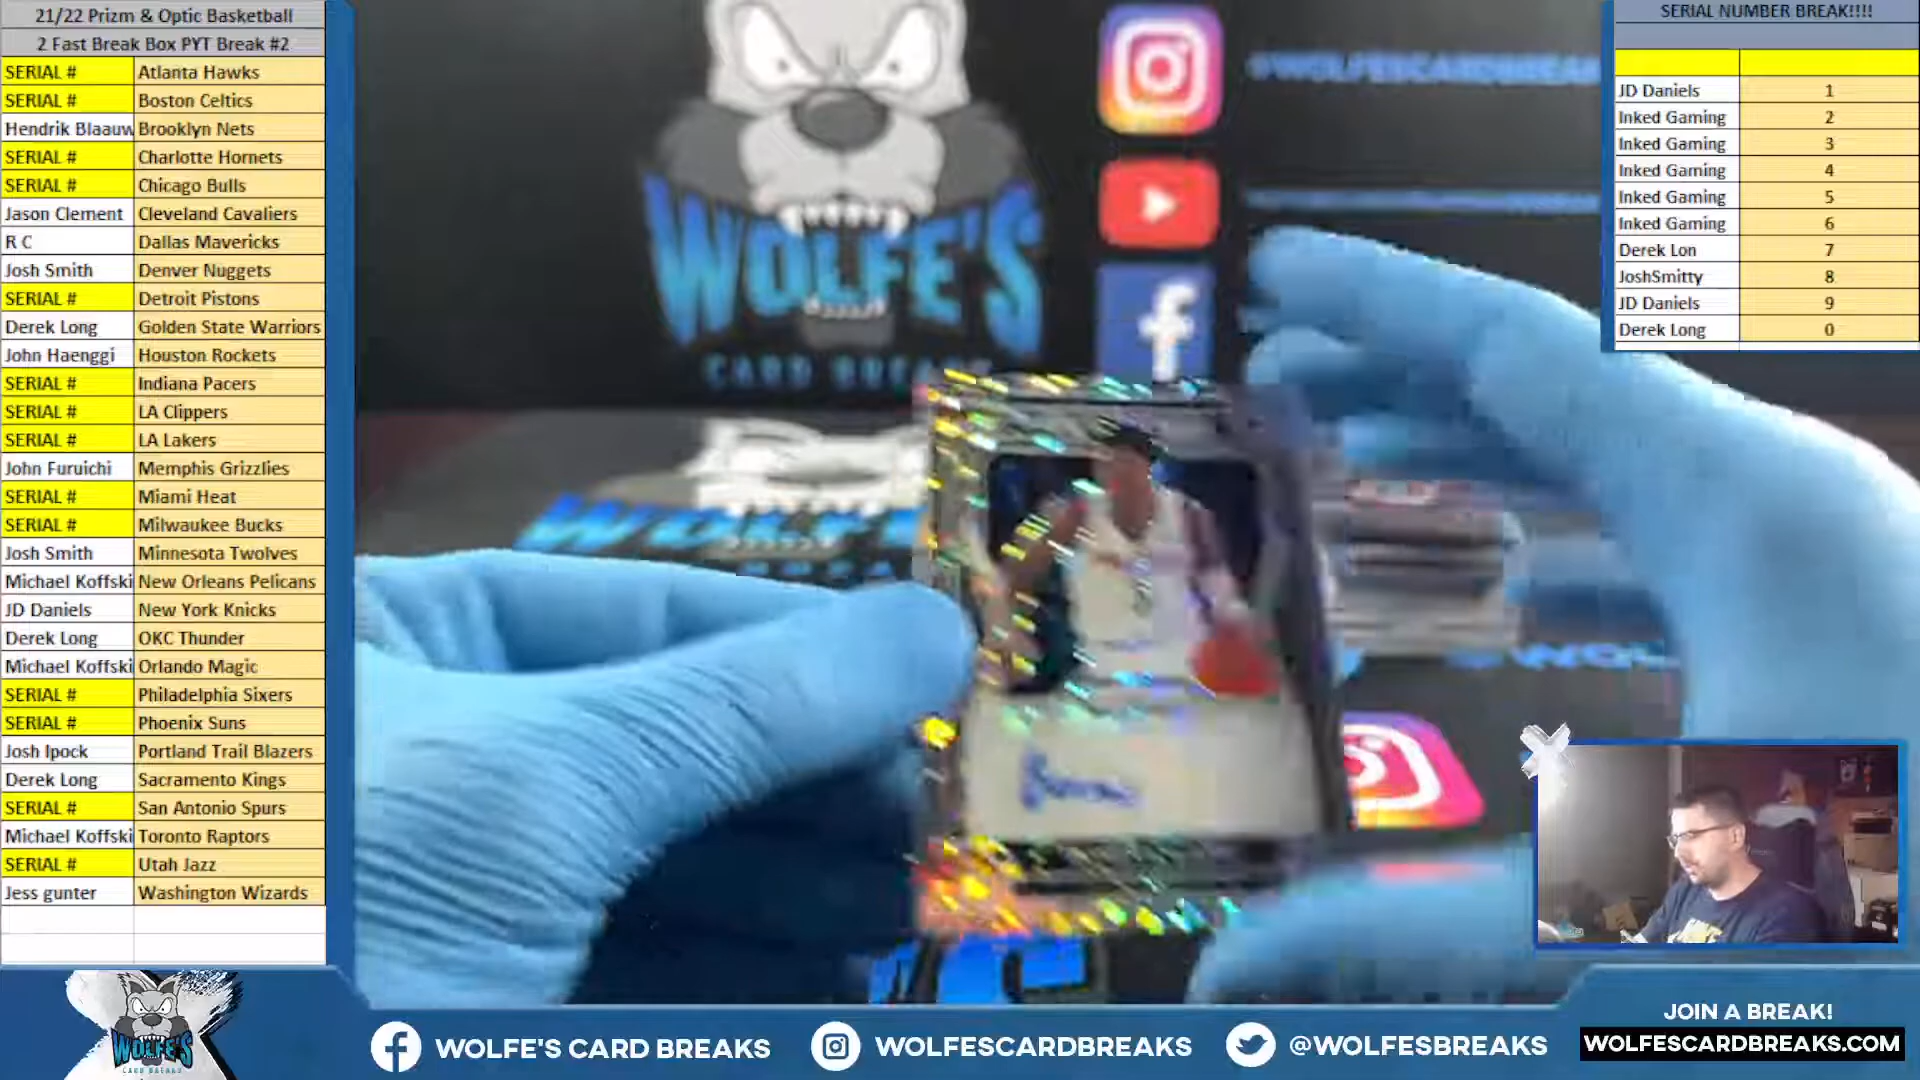 21/22 Prizm & Optic Basketball
2 Fast Break Box PYT Break #2
SERIAL # Atlanta Hawks
SERIAL # Boston Celtics
Hendrik Blaauw Brooklyn Nets
SERIAL # Charlotte Hornets
SERIAL # Chicago Bulls
Jason Clement Cleveland Cavaliers
R C Dallas Mavericks
Josh Smith Denver Nuggets
SERIAL # Detroit Pistons
Derek Long Golden State Warriors
John Haenggi Houston Rockets
SERIAL # Indiana Pacers
SERIAL # LA Clippers
SERIAL # LA Lakers
John Furuichi Memphis Grizzlies
SERIAL # Miami Heat
SERIAL # Milwaukee Bucks
Josh Smith Minnesota Twolves
Michael Koffski New Orleans Pelicans
JD Daniels New York Knicks
Derek Long OKC Thunder
Michael Koffski Orlando Magic
SERIAL # Philadelphia Sixers
SERIAL # Phoenix Suns
Josh Ipock Portland Trail Blazers
Derek Long Sacramento Kings
SERIAL # San Antonio Spurs
Michael Koffski Toronto Raptors
SERIAL # Utah Jazz
Jess gunter Washington Wizards
WOLFE'S
CARD BREAKS
@WOLFESCARDBREAKS
SERIAL NUMBER BREAK!!!!
JD Daniels 1
Inked Gaming 2
Inked Gaming 3
Inked Gaming 4
Inked Gaming 5
Inked Gaming 6
Derek Lon 7
JoshSmitty 8
JD Daniels 9
Derek Long 0
WOLFE'S
CARD BREAKS
WOLFE'S CARD BREAKS
WOLFESCARDBREAKS
@WOLFESBREAKS
JOIN A BREAK!
WOLFESCARDBREAKS.COM